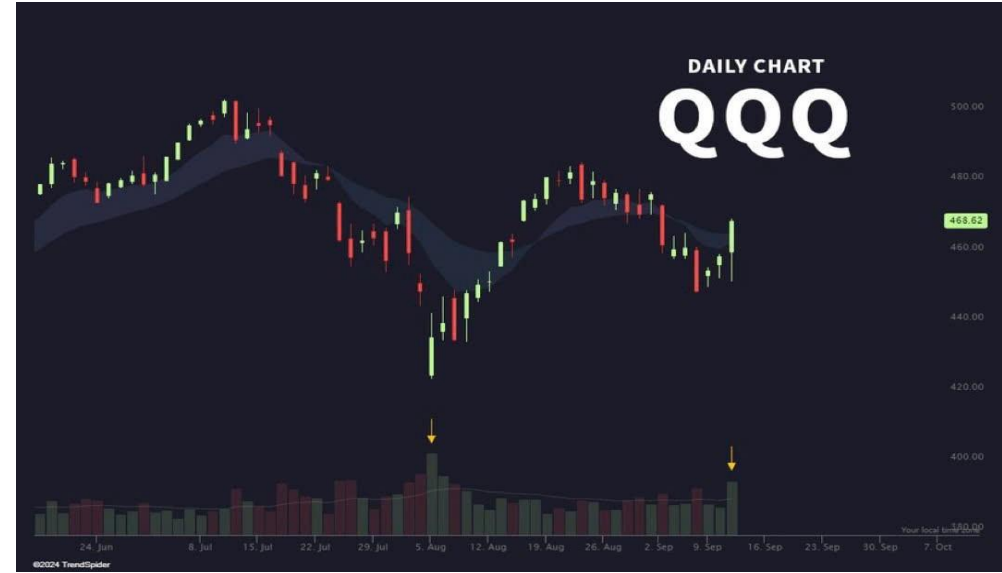 DAILY CHART
QQQ
500.00
480.00
468.62
460.00
440.00
420.00
400.00
380.00
Your local time zone
24. Jun
8. Jul
15. Jul
22. Jul
29. Jul
5. Aug
12. Aug
19. Aug
26. Aug
2. Sep
9. Sep
16. Sep
23. Sep
30. Sep
7. Oct
©2024 TrendSpider